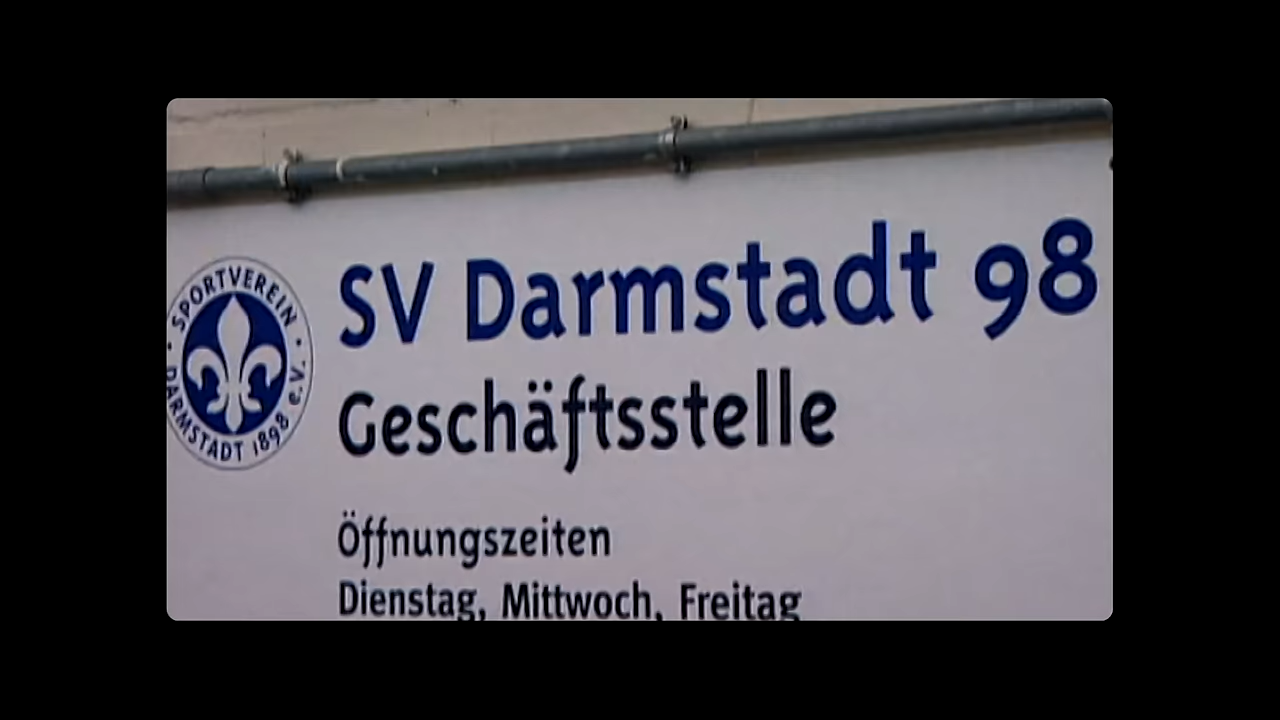 SPORTVEREIN
DARMSTADT 1898 e.V.
SV Darmstadt 98
Geschäftsstelle
Öffnungszeiten
Dienstag, Mittwoch, Freitag